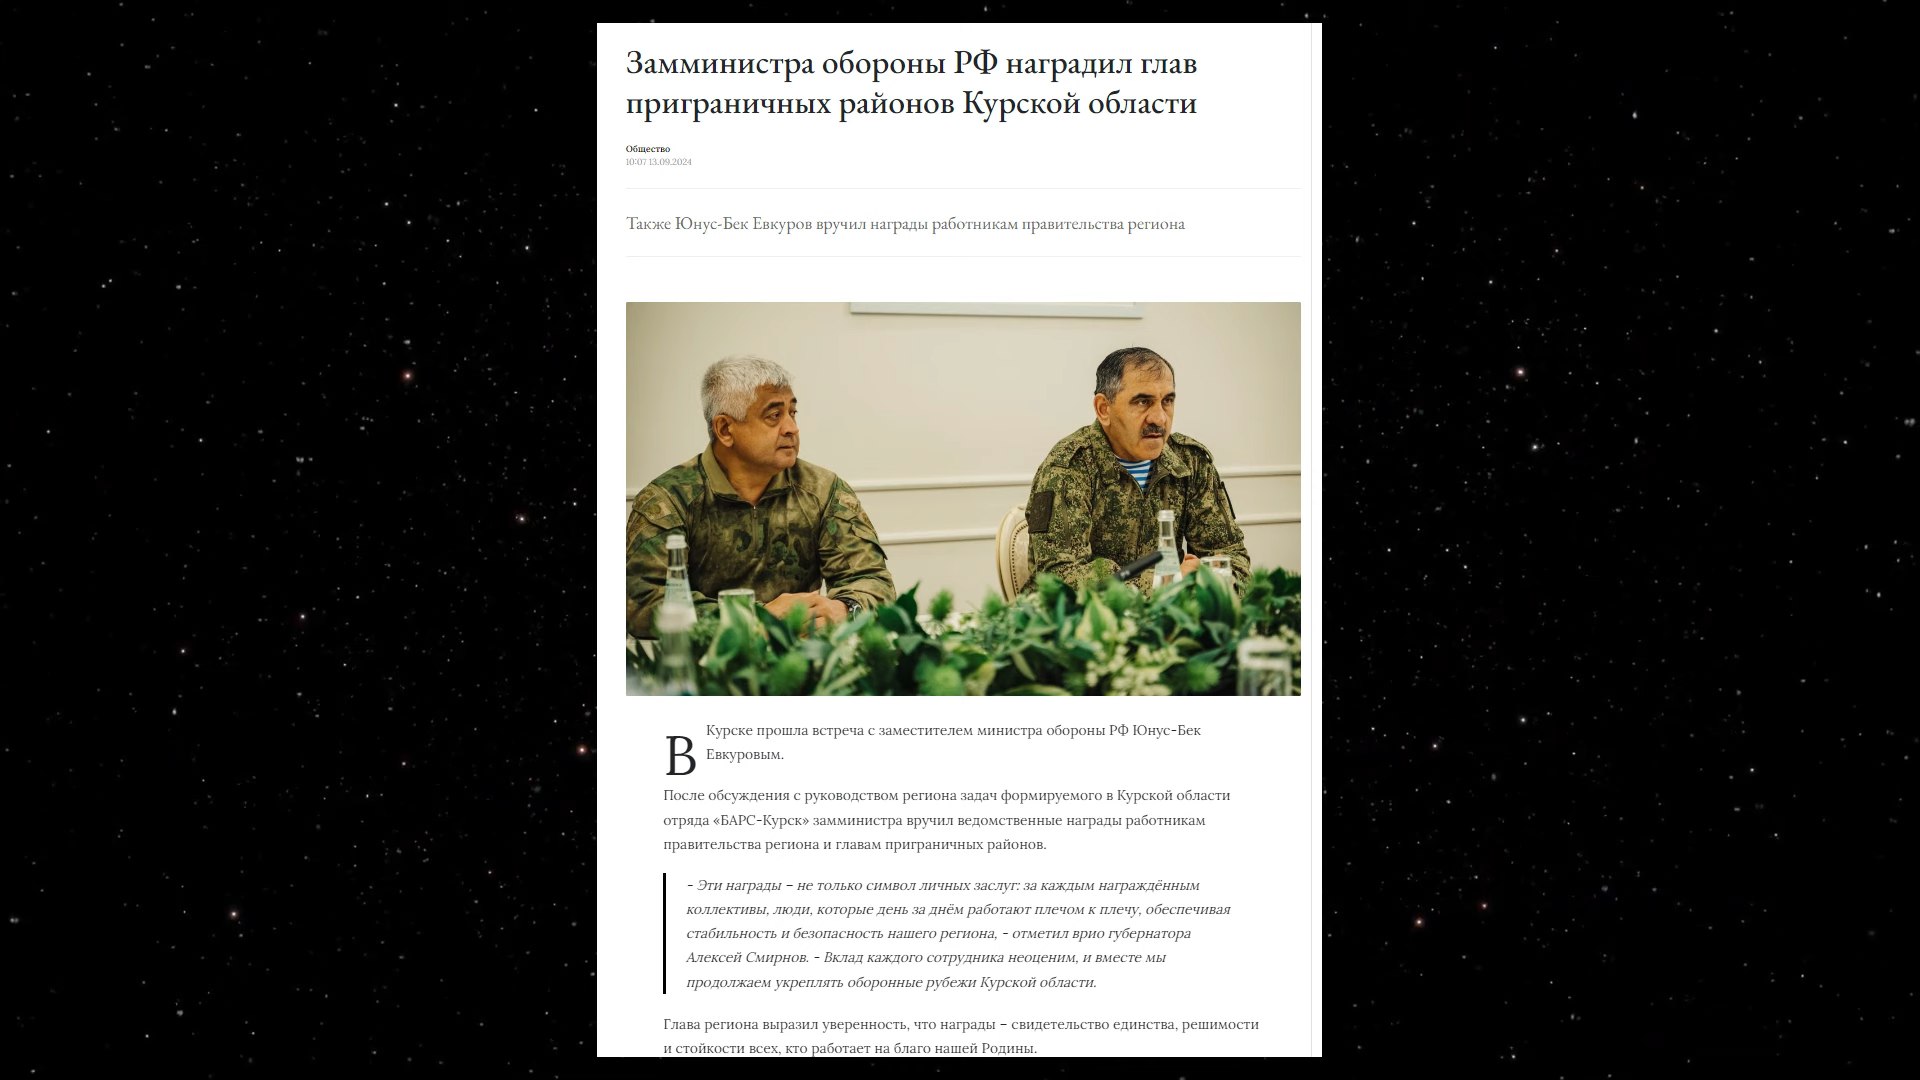 Замминистра обороны РФ наградил глав
приграничных районов Курской области
Общество
10:07 13.09.2024
Также Юнус-Бек Евкуров вручил награды работникам правительства региона
В Курске прошла встреча с заместителем министра обороны РФ Юнус-Бек
Евкуровым.
После обсуждения с руководством региона задач формируемого в Курской области
отряда «БАРС-Курск» замминистра вручил ведомственные награды работникам
правительства региона и главам приграничных районов.
- Эти награды – не только символ личных заслуг: за каждым награждённым
коллективы, люди, которые день за днём работают плечом к плечу, обеспечивая
стабильность и безопасность нашего региона, - отметил врио губернатора
Алексей Смирнов. - Вклад каждого сотрудника неоценим, и вместе мы
продолжаем укреплять оборонные рубежи Курской области.
Глава региона выразил уверенность, что награды – свидетельство единства, решимости
и стойкости всех, кто работает на благо нашей Родины.